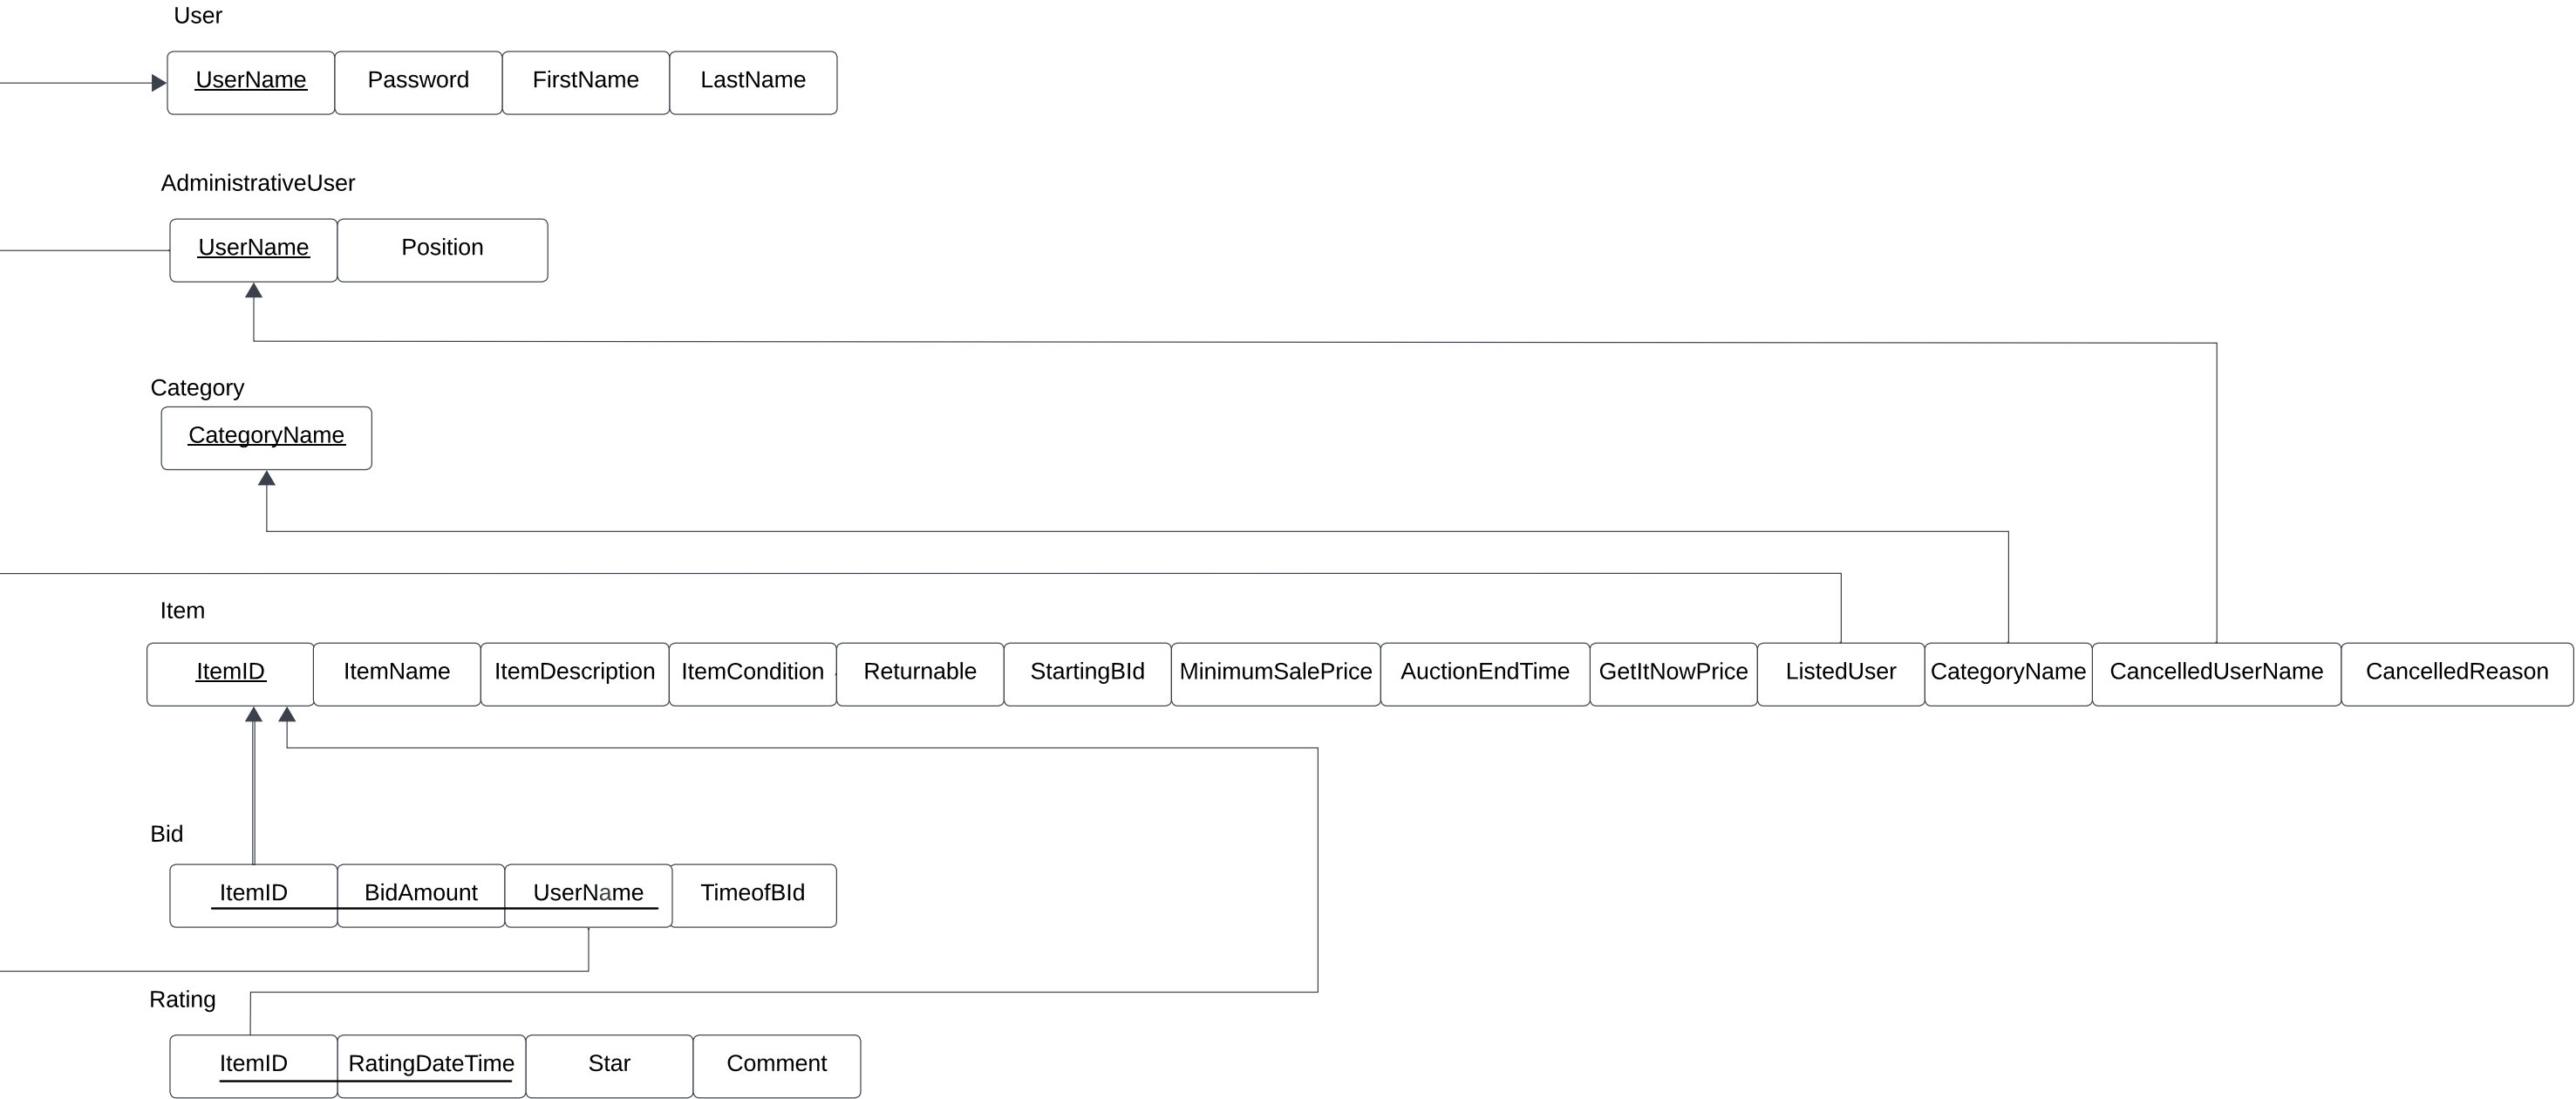 User
UserName Password FirstName LastName
AdministrativeUser
UserName Position
Category
CategoryName
Item
ItemID ItemName ItemDescription ItemCondition Returnable StartingBId MinimumSalePrice AuctionEndTime GetItNowPrice ListedUser CategoryName CancelledUserName CancelledReason
Bid
ItemID BidAmount UserName TimeofBId
Rating
ItemID RatingDateTime Star Comment